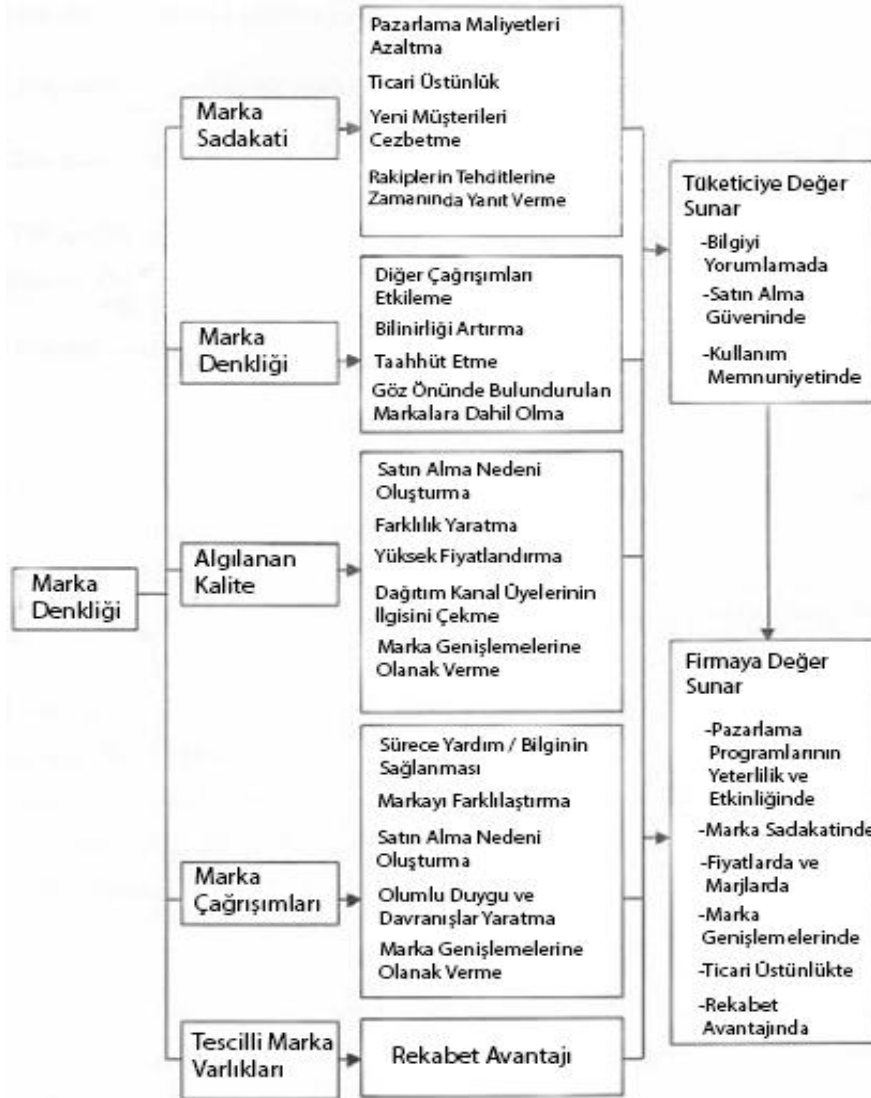 Pazarlama Maliyetleri
Azaltma
Ticari Üstünlük
Yeni Müşterileri
Cezbetme
Rakiplerin Tehditlerine
Zamanında Yanıt Verme
Marka
Sadakati
Diğer Çağrışımları
Etkileme
Bilinirliği Artırma
Taahhüt Etme
Göz Önünde Bulundurulan
Markalara Dahil Olma
Marka
Denkliği
Satın Alma Nedeni
Oluşturma
Farklılık Yaratma
Yüksek Fiyatlandırma
Dağıtım Kanal Üyelerinin
İlgisini Çekme
Marka Genişlemelerine
Olanak Verme
Algılanan
Kalite
Marka
Denkliği
Sürece Yardım / Bilginin
Sağlanması
Markayı Farklılaştırma
Satın Alma Nedeni
Oluşturma
Olumlu Duygu ve
Davranışlar Yaratma
Marka Genişlemelerine
Olanak Verme
Marka
Çağrışımları
Tescilli Marka
Varlıkları
Rekabet Avantajı
Tüketiciye Değer
Sunar
-Bilgiyi
Yorumlamada
-Satın Alma
Güveninde
-Kullanım
Memnuniyetinde
Firmaya Değer
Sunar
-Pazarlama
Programlarının
Yeterlilik ve
Etkinliğinde
-Marka Sadakatinde
-Fiyatlarda ve
Marjlarda
-Marka
Genişlemelerinde
-Ticari Üstünlükte
-Rekabet
Avantajında